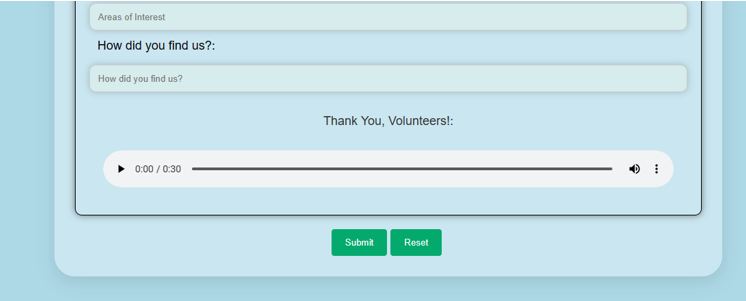 Areas of Interest
How did you find us?:
How did you find us?
Thank You, Volunteers!:
0:00 / 0:30
Submit Reset